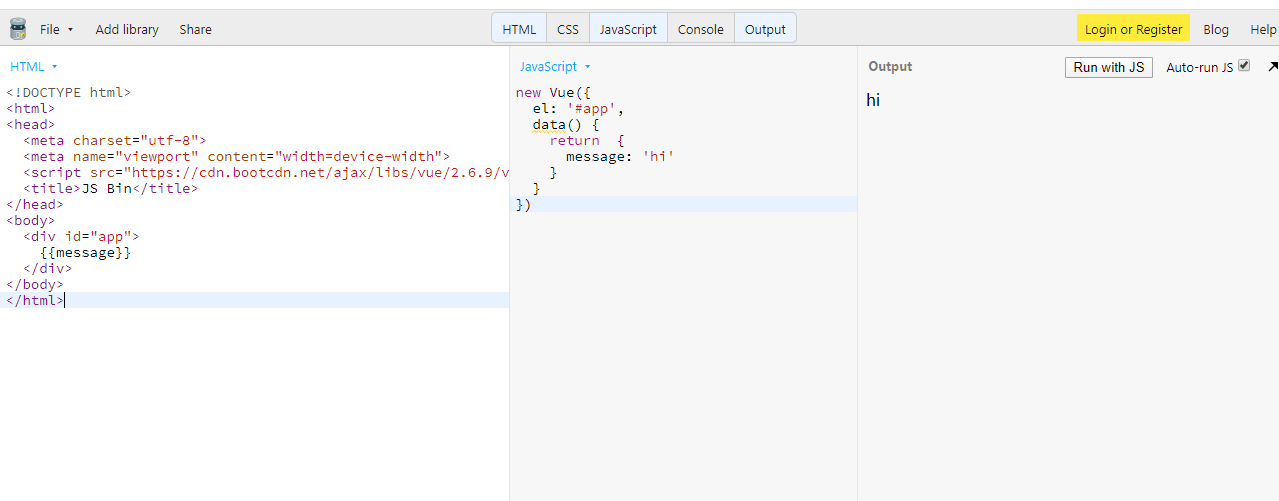 File ▾ Add library Share HTML CSS JavaScript Console Output Login or Register Blog Help
HTML ▾
<!DOCTYPE html>
<html>
<head>
  <meta charset="utf-8">
  <meta name="viewport" content="width=device-width">
  <script src="https://cdn.bootcdn.net/ajax/libs/vue/2.6.9/v
  <title>JS Bin</title>
</head>
<body>
  <div id="app">
    {{message}}
  </div>
</body>
</html>
JavaScript ▾
new Vue({
  el: '#app',
  data() {
    return  {
      message: 'hi'
    }
  }
})
Output Run with JS Auto-run JS
hi